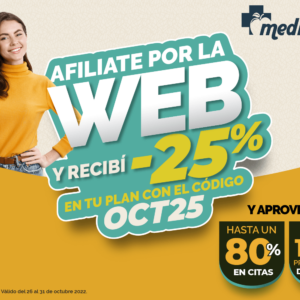 medi
AFILIATE POR LA
WEB
Y RECIBÍ -25%
EN TU PLAN CON EL CÓDIGO
OCT25
Y APROVE
HASTA UN
80%
EN CITAS
Válido del 26 al 31 de octubre 2022.